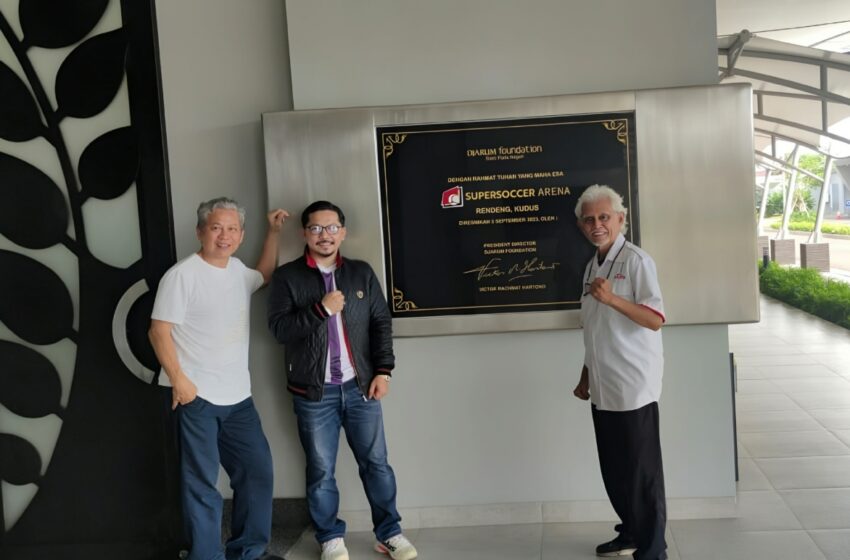 DJARUM foundation
Bakti Pada Negeri
DENGAN RAHMAT TUHAN YANG MAHA ESA
SUPERSOCCER ARENA
RENDENG, KUDUS
DIRESMIKAN 3 SEPTEMBER 2023, OLEH :
PRESIDENT DIRECTOR
DJARUM FOUNDATION
VICTOR RACHMAT HARTONO